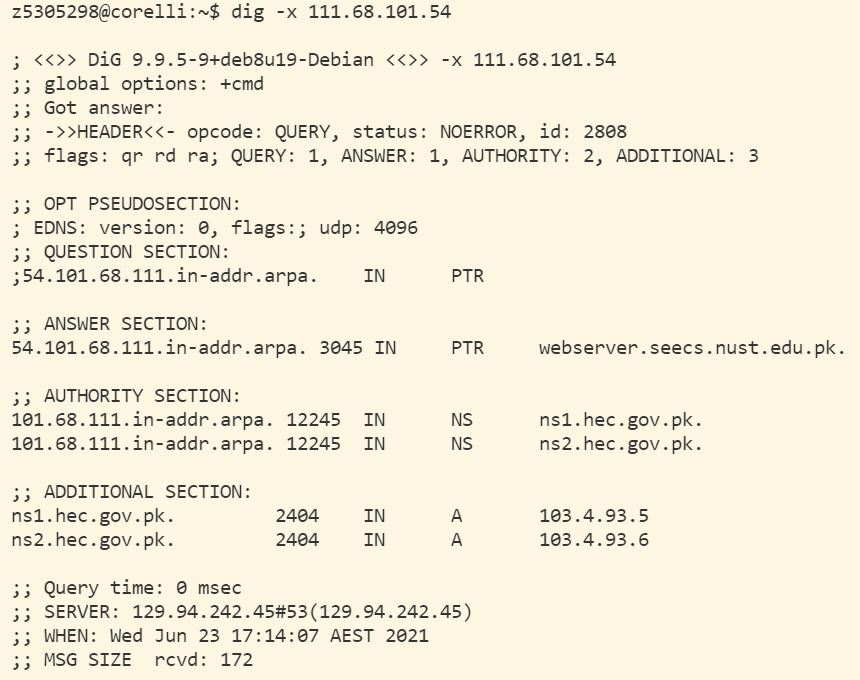 z5305298@corelli:~$ dig -x 111.68.101.54
; <<>> DiG 9.9.5-9+deb8u19-Debian <<>> -x 111.68.101.54
;; global options: +cmd
;; Got answer:
;; ->>HEADER<<- opcode: QUERY, status: NOERROR, id: 2808
;; flags: qr rd ra; QUERY: 1, ANSWER: 1, AUTHORITY: 2, ADDITIONAL: 3
;; OPT PSEUDOSECTION:
; EDNS: version: 0, flags:; udp: 4096
;; QUESTION SECTION:
;54.101.68.111.in-addr.arpa. IN PTR
;; ANSWER SECTION:
54.101.68.111.in-addr.arpa. 3045 IN PTR webserver.seecs.nust.edu.pk.
;; AUTHORITY SECTION:
101.68.111.in-addr.arpa. 12245 IN NS ns1.hec.gov.pk.
101.68.111.in-addr.arpa. 12245 IN NS ns2.hec.gov.pk.
;; ADDITIONAL SECTION:
ns1.hec.gov.pk. 2404 IN A 103.4.93.5
ns2.hec.gov.pk. 2404 IN A 103.4.93.6
;; Query time: 0 msec
;; SERVER: 129.94.242.45#53(129.94.242.45)
;; WHEN: Wed Jun 23 17:14:07 AEST 2021
;; MSG SIZE rcvd: 172